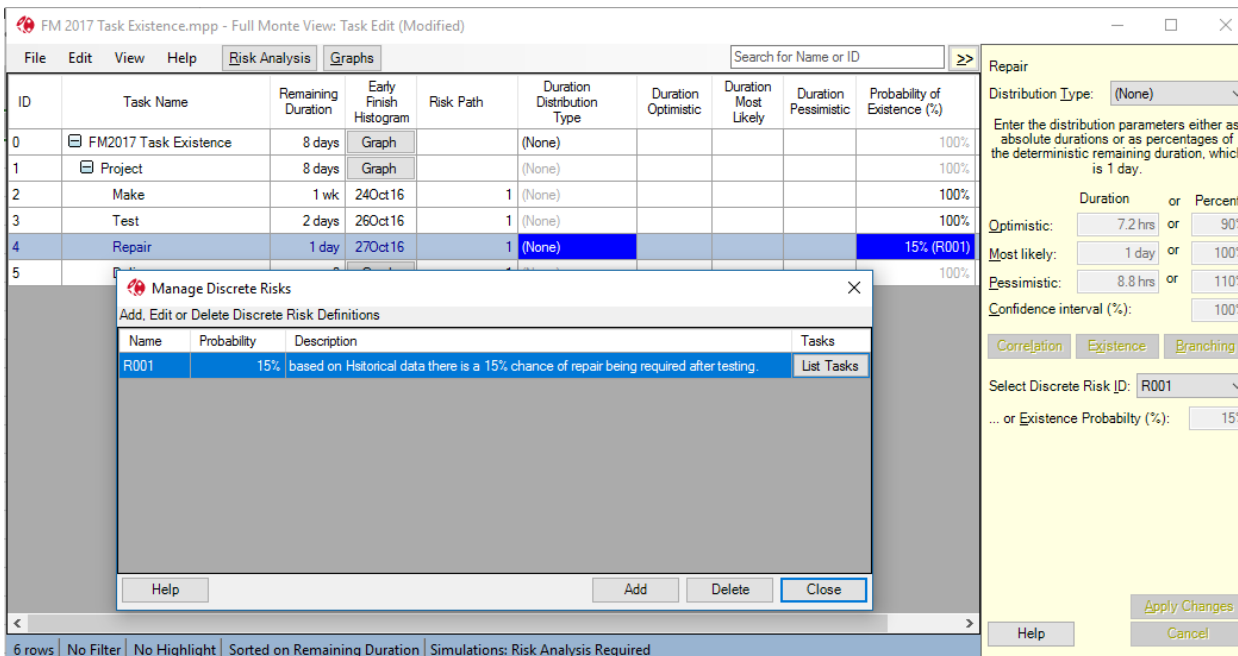 FM 2017 Task Existence.mpp - Full Monte View: Task Edit (Modified)
File Edit View Help Risk Analysis Graphs Search for Name or ID >>
ID Task Name Remaining Duration Early Finish Histogram Risk Path Duration Distribution Type Duration Optimistic Duration Most Likely Duration Pessimistic Probability of Existence (%)
0 FM2017 Task Existence 8 days Graph (None) 100%
1 Project 8 days Graph (None) 100%
2 Make 1 wk 24Oct16 1 (None) 100%
3 Test 2 days 26Oct16 1 (None) 100%
4 Repair 1 day 27Oct16 1 (None) 15% (R001)
5 100%
Manage Discrete Risks
Add, Edit or Delete Discrete Risk Definitions
Name Probability Description Tasks
R001 15% based on Hsitorical data there is a 15% chance of repair being required after testing. List Tasks
Help Add Delete Close
6 rows No Filter No Highlight Sorted on Remaining Duration Simulations: Risk Analysis Required
Repair
Distribution Type: (None)
Enter the distribution parameters either as
absolute durations or as percentages of
the deterministic remaining duration, which
is 1 day.
Duration or Percent
Optimistic: 7.2 hrs or 90%
Most likely: 1 day or 100%
Pessimistic: 8.8 hrs or 110%
Confidence interval (%): 100%
Correlation Existence Branching
Select Discrete Risk ID: R001
... or Existence Probabilty (%): 15%
Apply Changes
Help Cancel